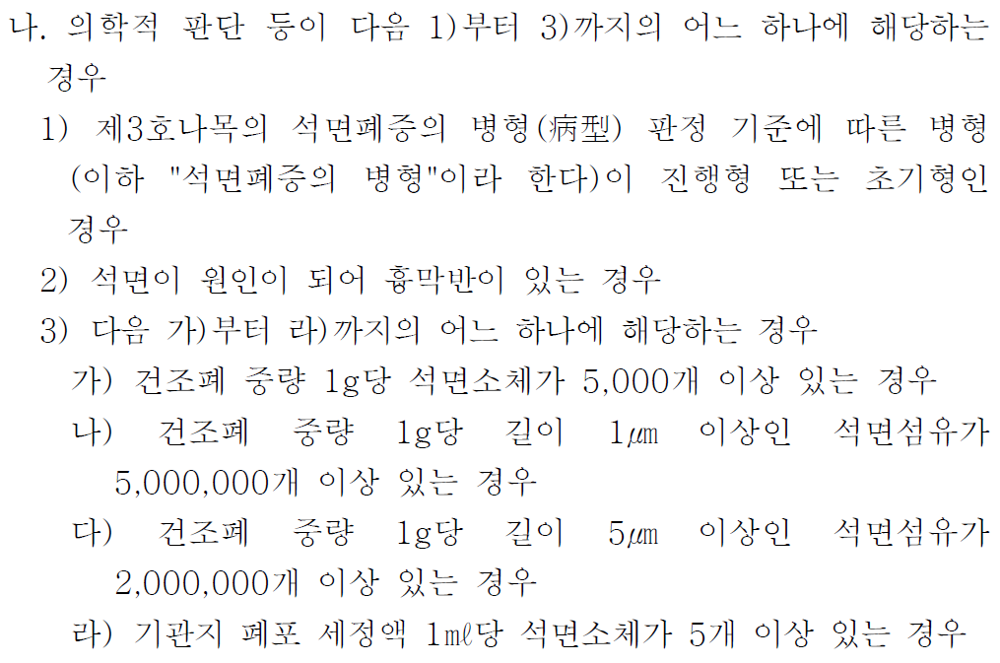 나. 의학적 판단 등이 다음 1)부터 3)까지의 어느 하나에 해당하는
경우
1) 제3호나목의 석면폐증의 병형(病型) 판정 기준에 따른 병형
(이하 "석면폐증의 병형"이라 한다)이 진행형 또는 초기형인
경우
2) 석면이 원인이 되어 흉막반이 있는 경우
3) 다음 가)부터 라)까지의 어느 하나에 해당하는 경우
가) 건조폐 중량 1g당 석면소체가 5,000개 이상 있는 경우
나) 건조폐 중량 1g당 길이 1㎛ 이상인 석면섬유가
5,000,000개 이상 있는 경우
다) 건조폐 중량 1g당 길이 5㎛ 이상인 석면섬유가
2,000,000개 이상 있는 경우
라) 기관지 폐포 세정액 1㎖당 석면소체가 5개 이상 있는 경우